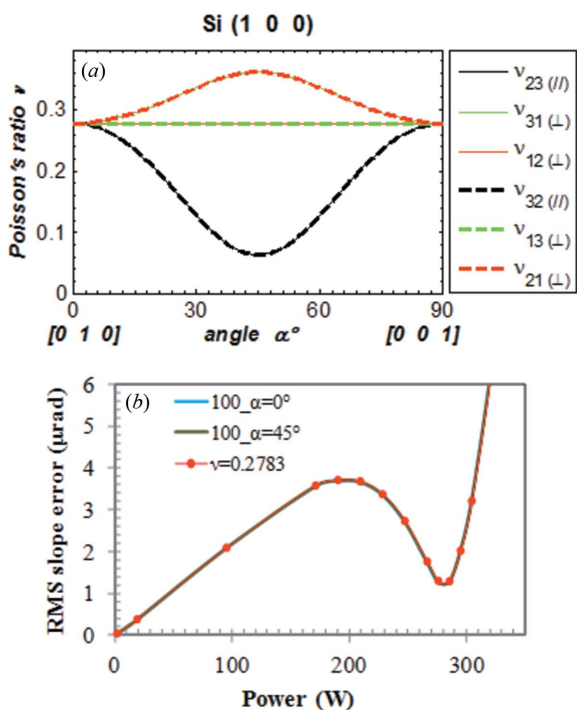 Si (1 0 0)
(a)
Poisson's ratio ν
0.3
0.2
0.1
0
0 30 60 90
[0 1 0] angle α° [0 0 1]
ν23 (//)
ν31 (⊥)
ν12 (⊥)
ν32 (//)
ν13 (⊥)
ν21 (⊥)
(b)
RMS slope error (μrad)
6
5
4
3
2
1
0
100_α=0°
100_α=45°
ν=0.2783
0 100 200 300
Power (W)